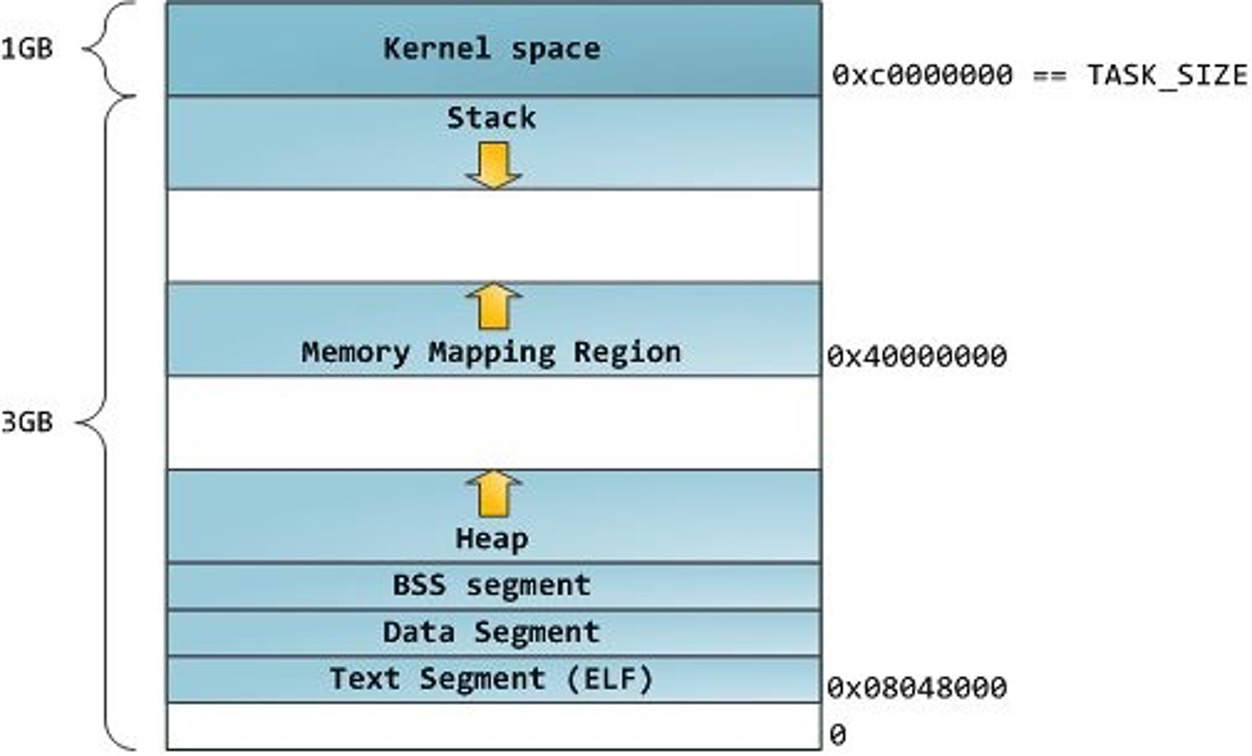 1GB
Kernel space
0xc0000000 == TASK_SIZE
Stack
Memory Mapping Region
0x40000000
3GB
Heap
BSS segment
Data Segment
Text Segment (ELF)
0x08048000
0